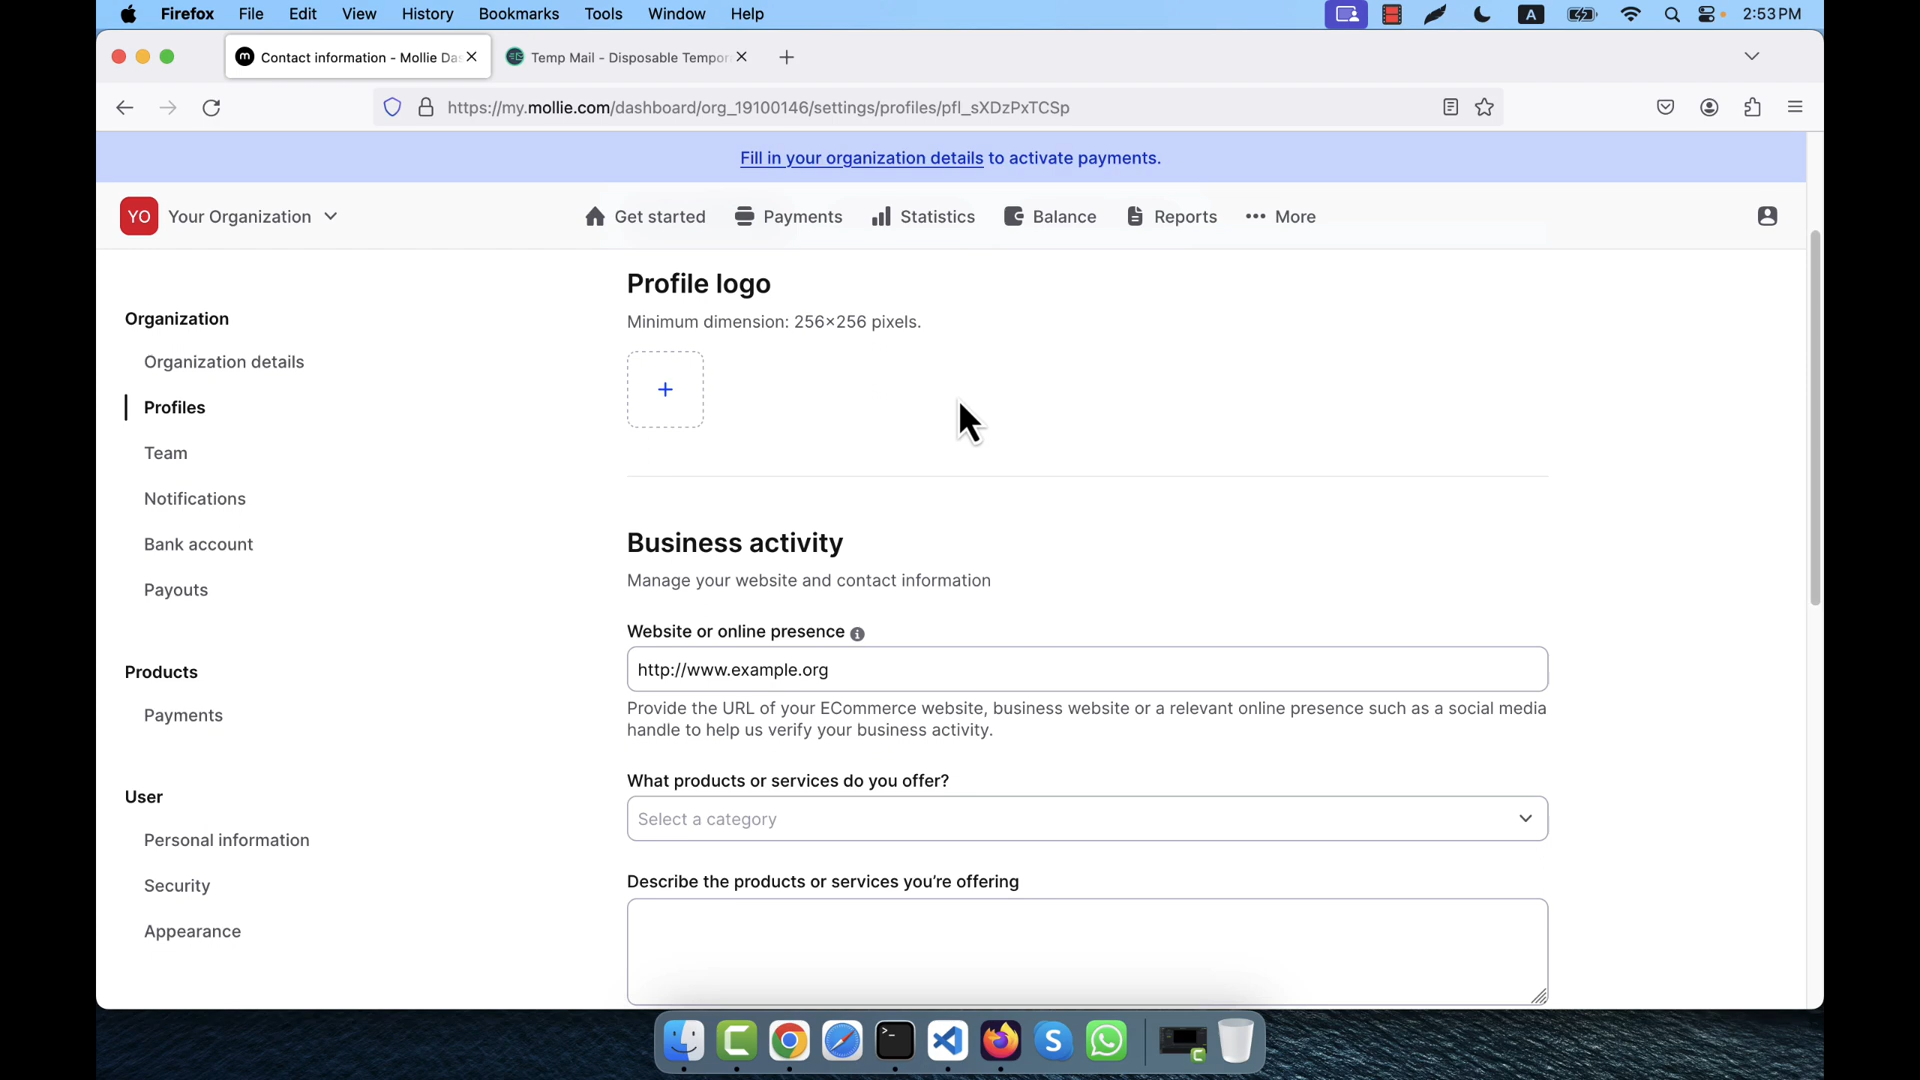 Firefox File Edit View History Bookmarks Tools Window Help A 2:53 PM
m Contact information - Mollie Da Temp Mail - Disposable Tempor
https://my.mollie.com/dashboard/org_19100146/settings/profiles/pfl_sXDzPxTCSp
Fill in your organization details to activate payments.
YO Your Organization Get started Payments Statistics Balance Reports More
Profile logo
Minimum dimension: 256×256 pixels.
+
Organization
Organization details
Profiles
Team
Notifications
Bank account
Payouts
Products
Payments
User
Personal information
Security
Appearance
Business activity
Manage your website and contact information
Website or online presence
http://www.example.org
Provide the URL of your ECommerce website, business website or a relevant online presence such as a social media
handle to help us verify your business activity.
What products or services do you offer?
Select a category
Describe the products or services you're offering